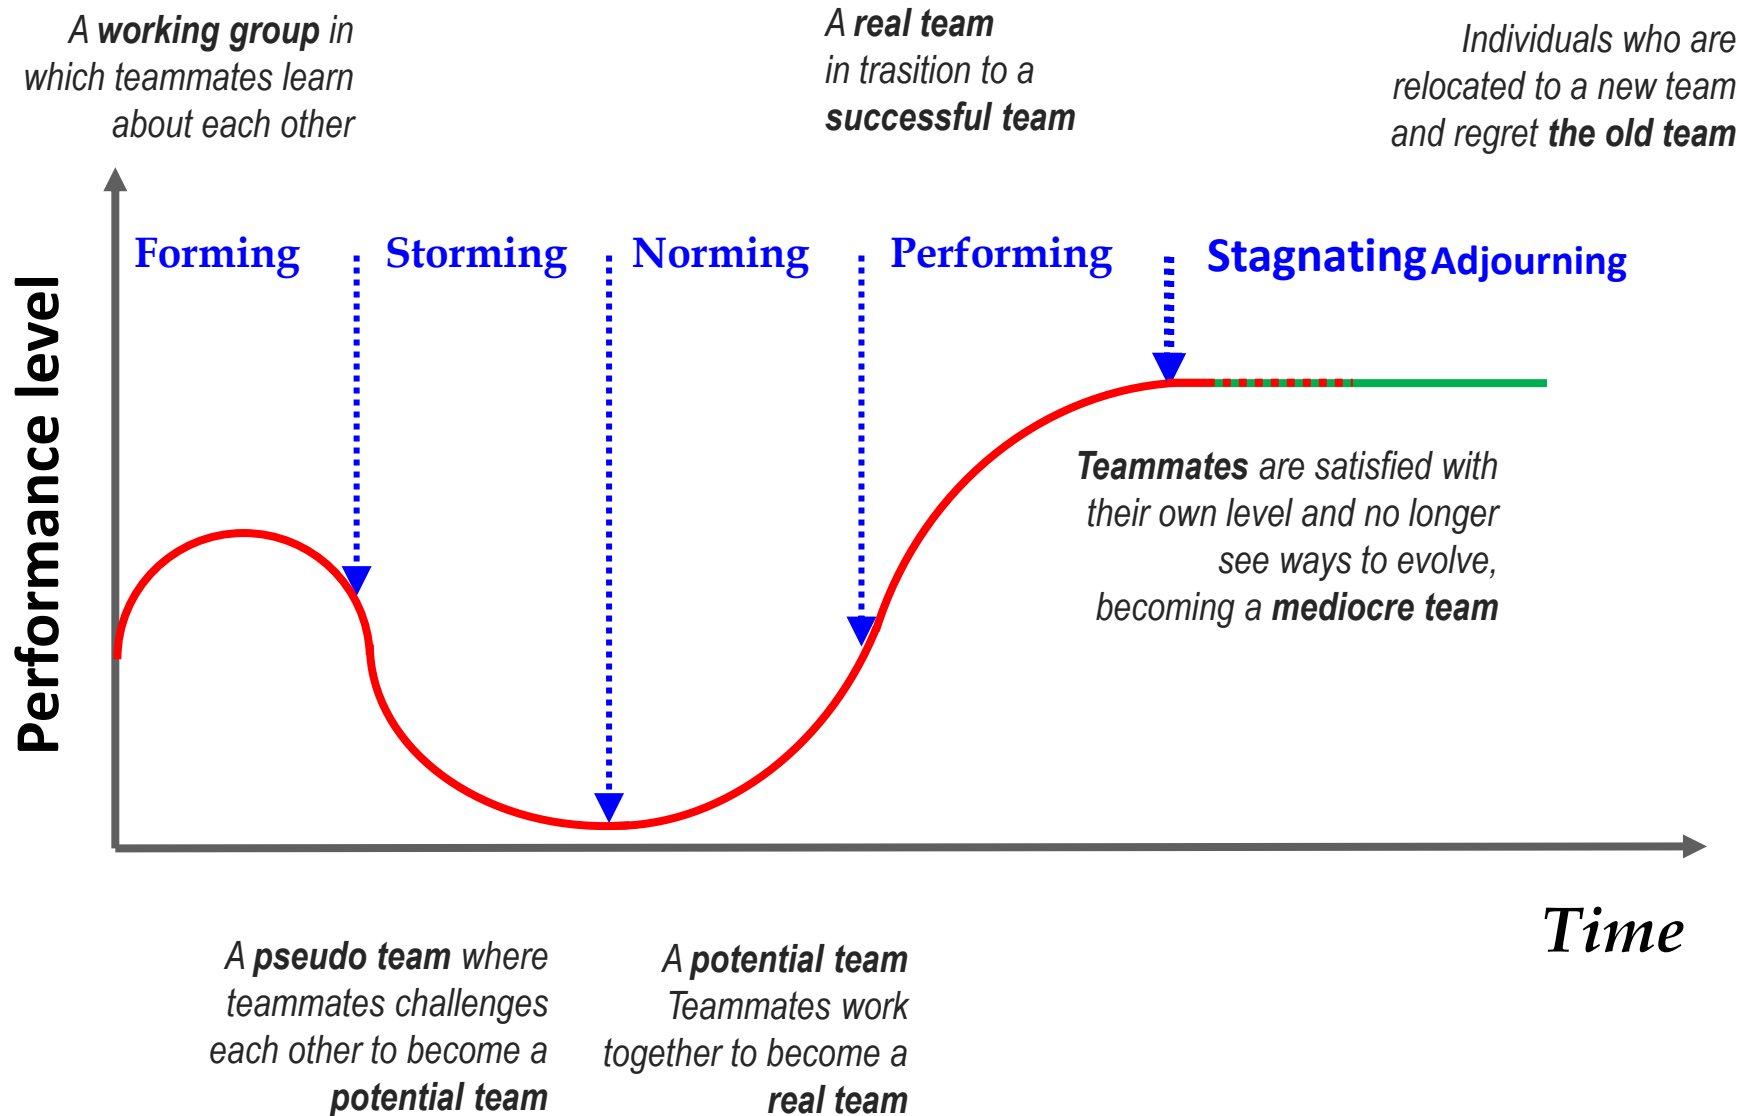 A working group in
which teammates learn
about each other
A real team
in trasition to a
successful team
Individuals who are
relocated to a new team
and regret the old team
Performance level
Forming
Storming
Norming
Performing
Stagnating
Adjourning
Teammates are satisfied with
their own level and no longer
see ways to evolve,
becoming a mediocre team
Time
A pseudo team where
teammates challenges
each other to become a
potential team
A potential team
Teammates work
together to become a
real team